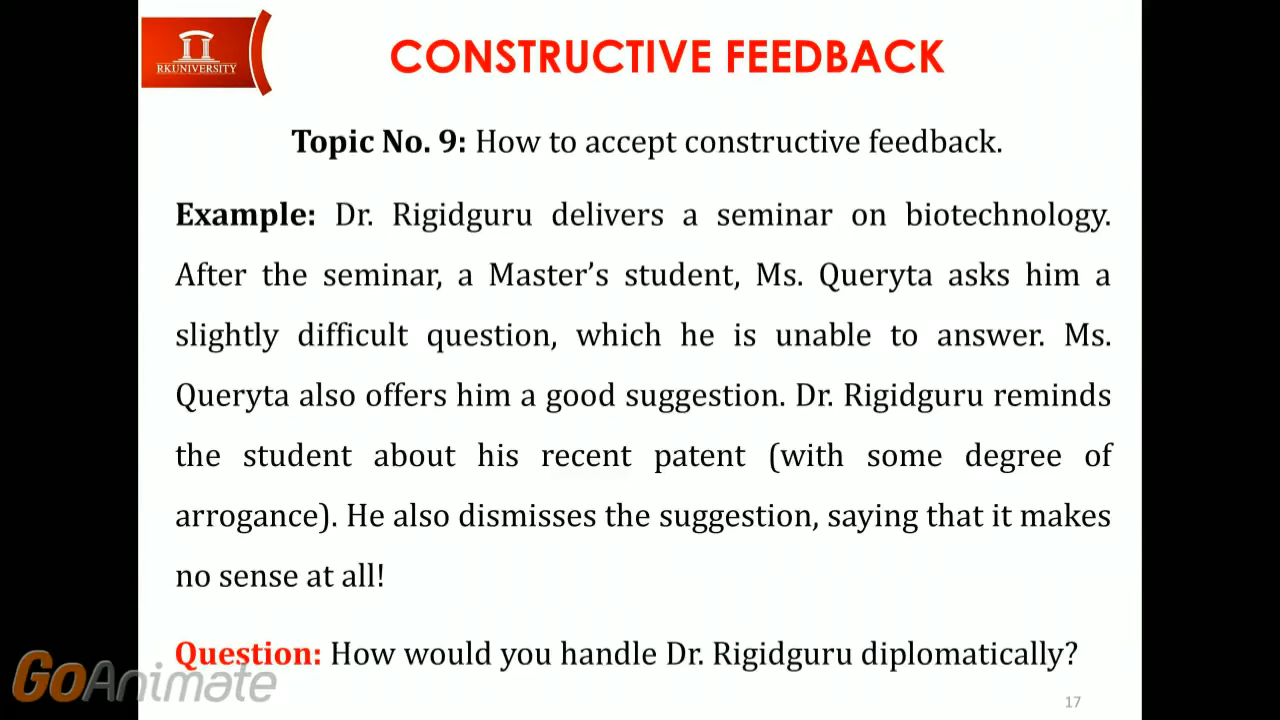 RKUNIVERSITY
CONSTRUCTIVE FEEDBACK
Topic No. 9: How to accept constructive feedback.
Example: Dr. Rigidguru delivers a seminar on biotechnology.
After the seminar, a Master’s student, Ms. Queryta asks him a
slightly difficult question, which he is unable to answer. Ms.
Queryta also offers him a good suggestion. Dr. Rigidguru reminds
the student about his recent patent (with some degree of
arrogance). He also dismisses the suggestion, saying that it makes
no sense at all!
Question: How would you handle Dr. Rigidguru diplomatically?
GoAnimate
17